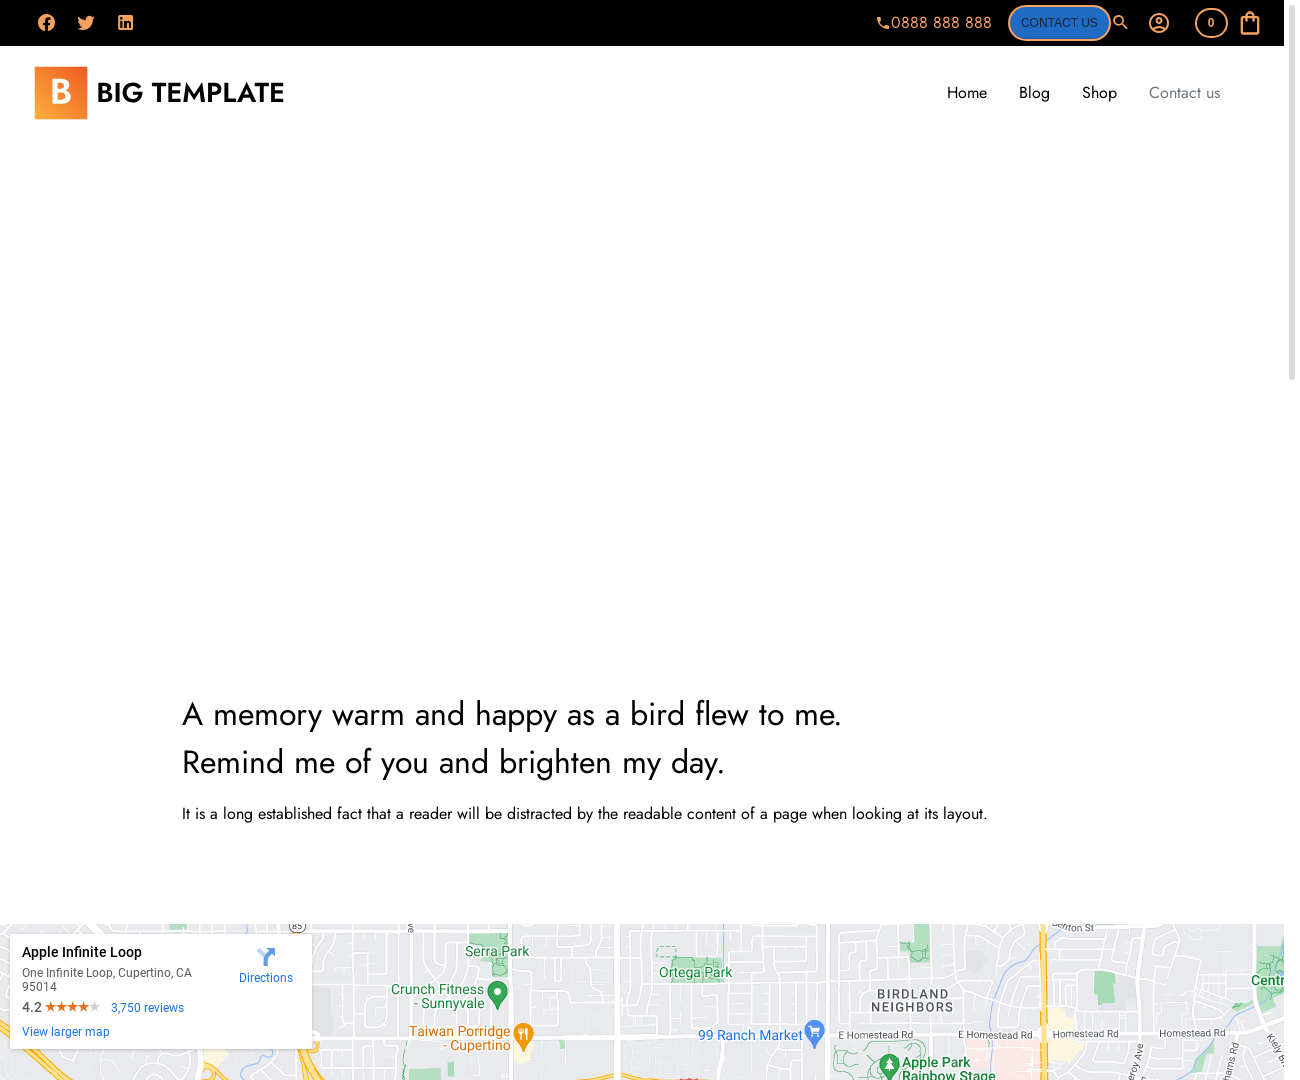 0888 888 888
CONTACT US
0
B
BIG TEMPLATE
Home
Blog
Shop
Contact us
A memory warm and happy as a bird flew to me.
Remind me of you and brighten my day.
It is a long established fact that a reader will be distracted by the readable content of a page when looking at its layout.
Apple Infinite Loop
One Infinite Loop, Cupertino, CA
95014
4.2
3,750 reviews
View larger map
Directions
85
Serra Park
Crunch Fitness
- Sunnyvale
Taiwan Porridge
- Cupertino
Ortega Park
99 Ranch Market
BIRDLAND
NEIGHBORS
E Homestead Rd
E Homestead Rd
Homestead Rd
Homestead Rd
Apple Park
Rainbow Stage